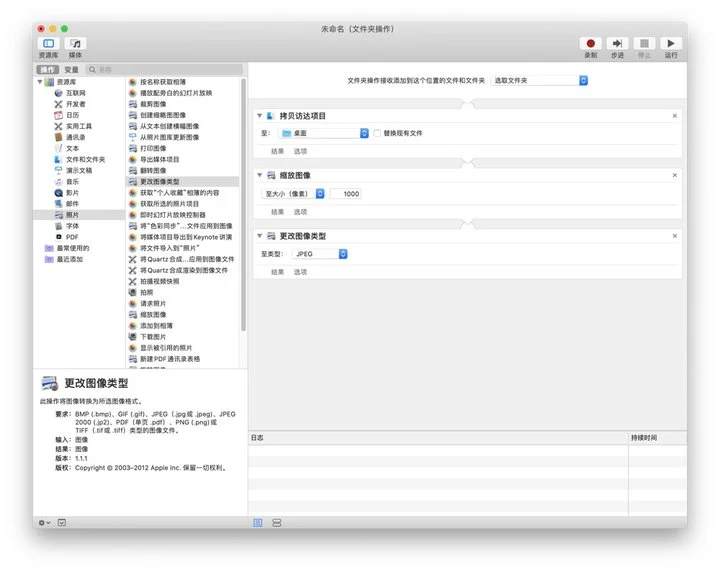 未命名（文件夹操作）
资源库
媒体
录制
步进
停止
运行
操作
变量
名称
资源库
互联网
开发者
日历
实用工具
通讯录
文本
文件和文件夹
演示文稿
音乐
影片
邮件
照片
字体
PDF
最常使用的
最近添加
按名称获取相簿
播放配旁白的幻灯片放映
裁剪图像
创建缩略图图像
从文本创建横幅图像
从照片图库更新图像
打印图像
导出媒体项目
翻转图像
更改图像类型
获取“个人收藏”相簿的内容
获取所选的照片项目
即时幻灯片放映控制器
将“色彩同步”...文件应用到图像
将媒体项目导出到Keynote讲演
将文件导入到“照片”
将Quartz合成...应用到图像文件
将Quartz合成渲染到图像文件
拍摄视频快照
拍照
请求照片
缩放图像
添加到相簿
下载图片
显示被引用的照片
新建PDF通讯录表格
文件夹操作接收添加到这个位置的文件和文件夹
选取文件夹
拷贝访达项目
至：
桌面
替换现有文件
结果
选项
缩放图像
至大小（像素）
1000
结果
选项
更改图像类型
至类型：
JPEG
结果
选项
更改图像类型
此操作将图像转换为所选图像格式。
要求：BMP (.bmp)、GIF (.gif)、JPEG（.jpg或 .jpeg)、JPEG
2000 (.jp2)、PDF（单页 .pdf）、PNG (.png) 或
TIFF（.tif或 .tiff）类型的图像文件。
输入：图像
结果：图像
版本：1.1.1
版权：Copyright © 2003–2012 Apple Inc. 保留一切权利。
日志
持续时间